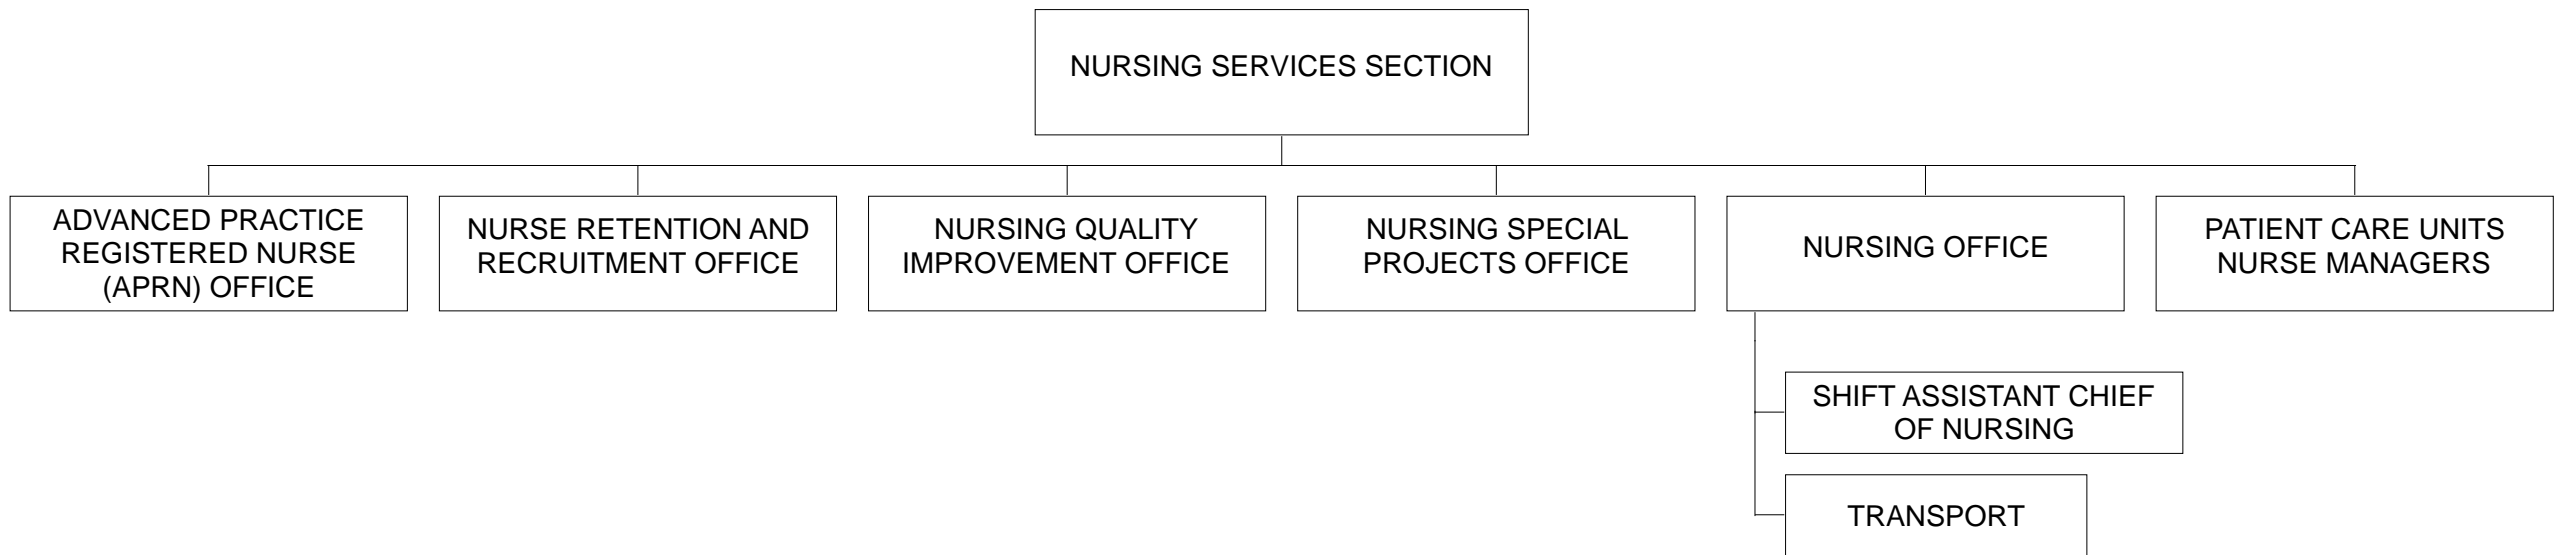 NURSING SERVICES SECTION
ADVANCED PRACTICE
REGISTERED NURSE
(APRN) OFFICE
NURSE RETENTION AND
RECRUITMENT OFFICE
NURSING QUALITY
IMPROVEMENT OFFICE
NURSING SPECIAL
PROJECTS OFFICE
NURSING OFFICE
PATIENT CARE UNITS
NURSE MANAGERS
SHIFT ASSISTANT CHIEF
OF NURSING
TRANSPORT